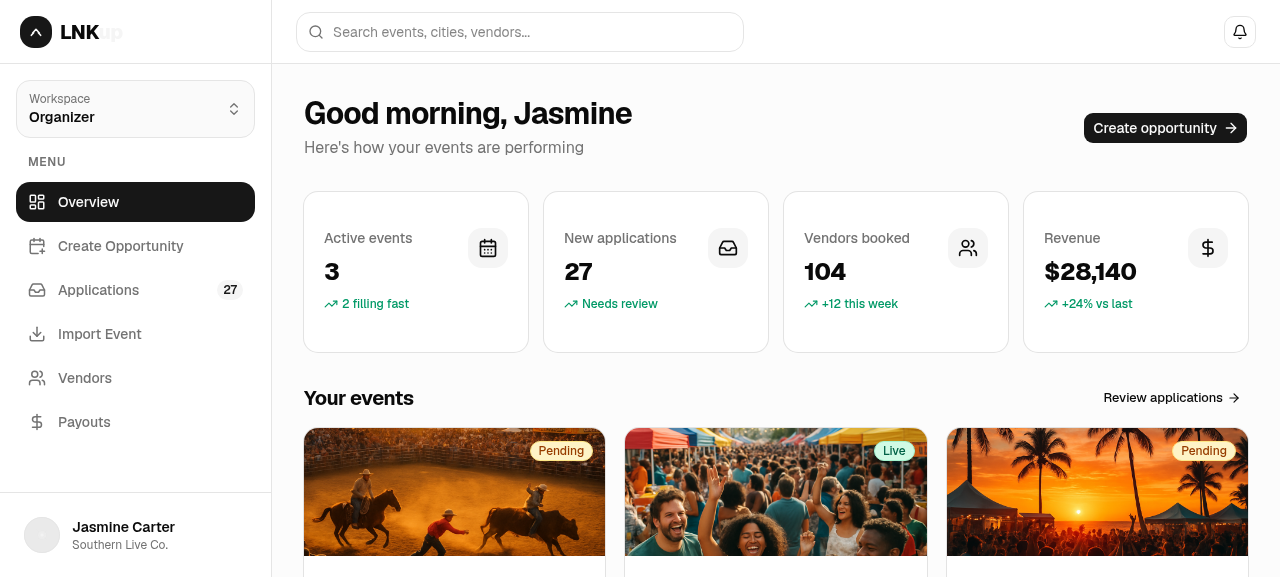 LNKup
Search events, cities, vendors...
Workspace
Organizer
MENU
Overview
Create Opportunity
Applications 27
Import Event
Vendors
Payouts
Jasmine Carter
Southern Live Co.
Good morning, Jasmine
Here's how your events are performing
Create opportunity
Active events
3
2 filling fast
New applications
27
Needs review
Vendors booked
104
+12 this week
Revenue
$28,140
+24% vs last
Your events
Review applications
Pending
Live
Pending